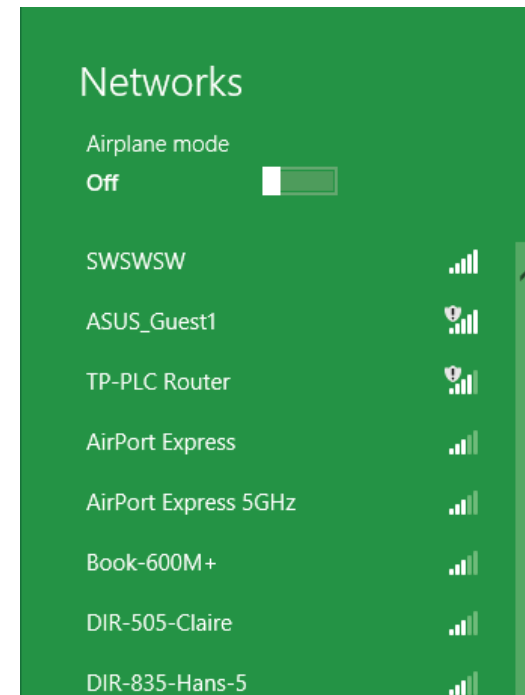 Networks
Airplane mode
Off
SWSWSW
ASUS_Guest1
TP-PLC Router
AirPort Express
AirPort Express 5GHz
Book-600M+
DIR-505-Claire
DIR-835-Hans-5